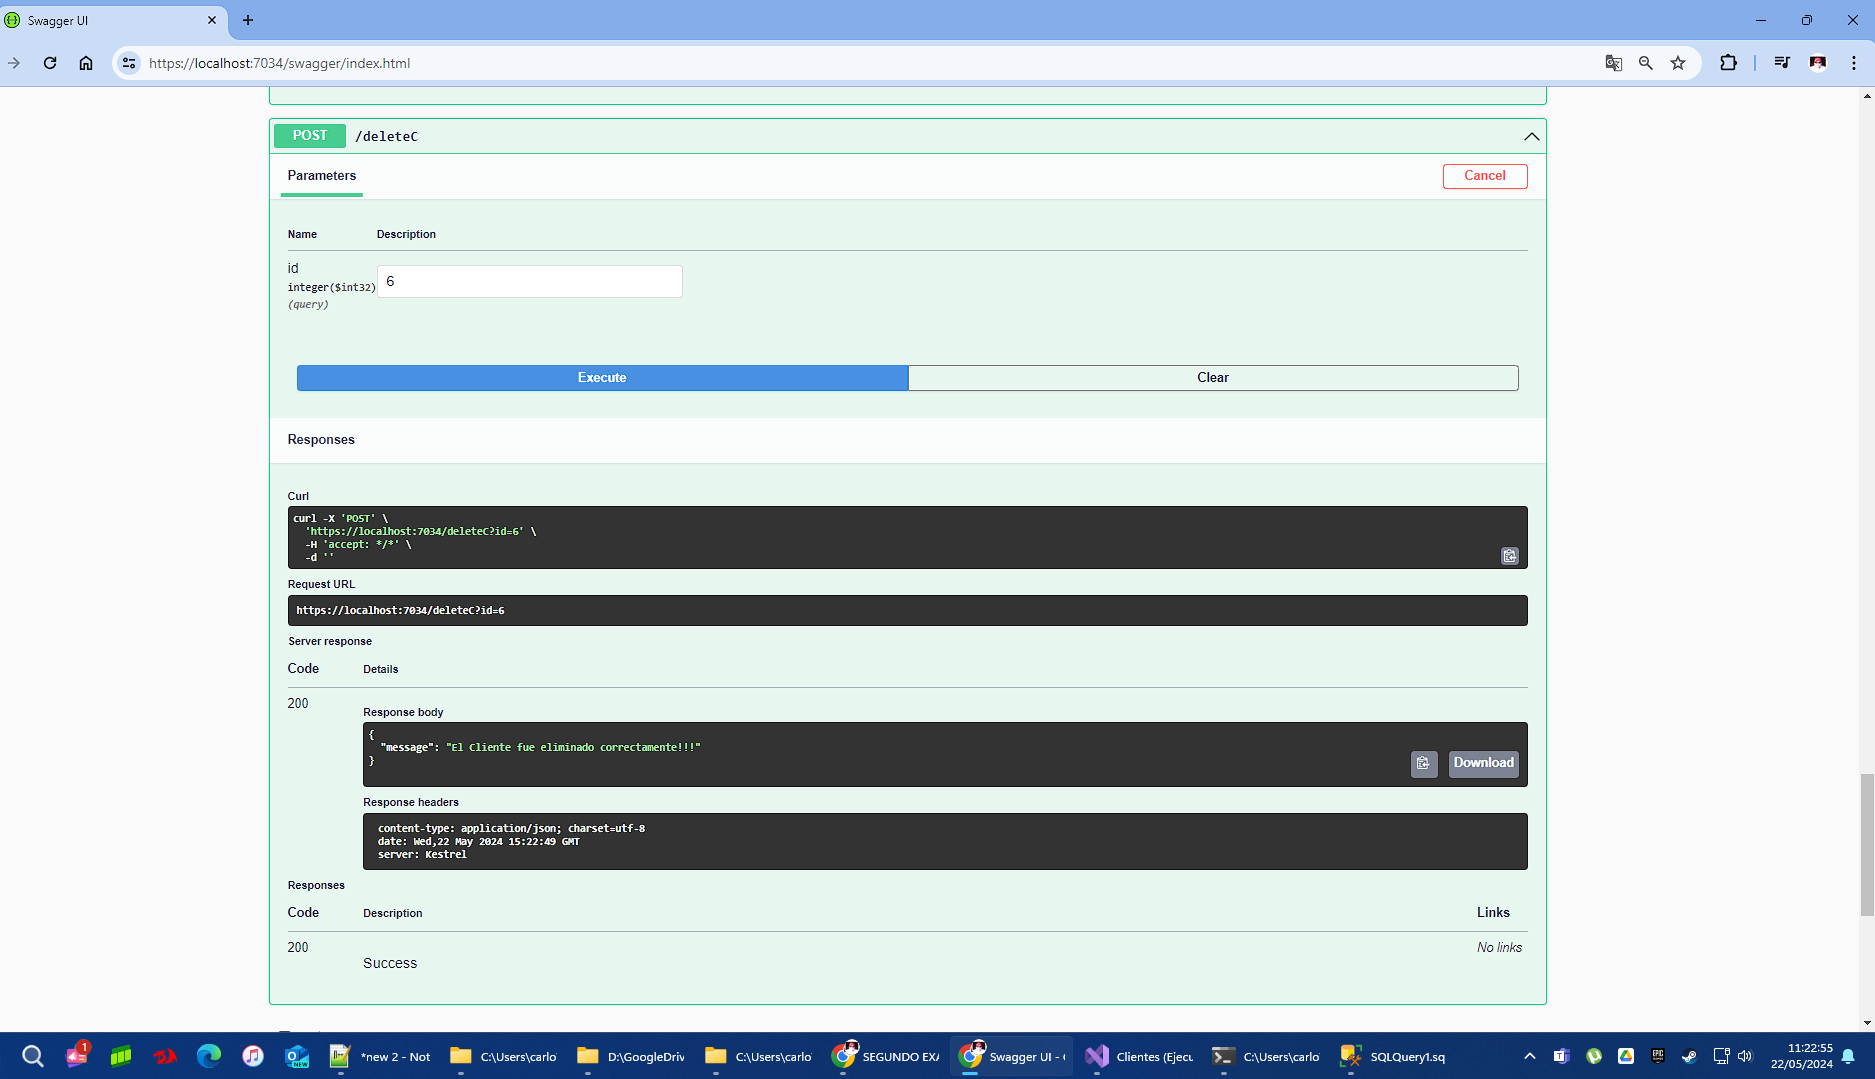 Swagger UI
https://localhost:7034/swagger/index.html
POST /deleteC
Parameters
Cancel
Name Description
id
integer($int32)
(query)
6
Execute
Clear
Responses
Curl
curl -X 'POST' \
'https://localhost:7034/deleteC?id=6' \
-H 'accept: */*' \
-d ''
Request URL
https://localhost:7034/deleteC?id=6
Server response
Code Details
200
Response body
{
"message": "El Cliente fue eliminado correctamente!!!"
}
Download
Response headers
content-type: application/json; charset=utf-8
date: Wed,22 May 2024 15:22:49 GMT
server: Kestrel
Responses
Code Description Links
200
Success
No links
1
NEW
*new 2 - Not
C:\Users\carlo
D:\GoogleDriv
C:\Users\carlo
SEGUNDO EXA
Swagger UI -
Clientes (Ejecu
C:\Users\carlo
SQLQuery1.sq
11:22:55
22/05/2024